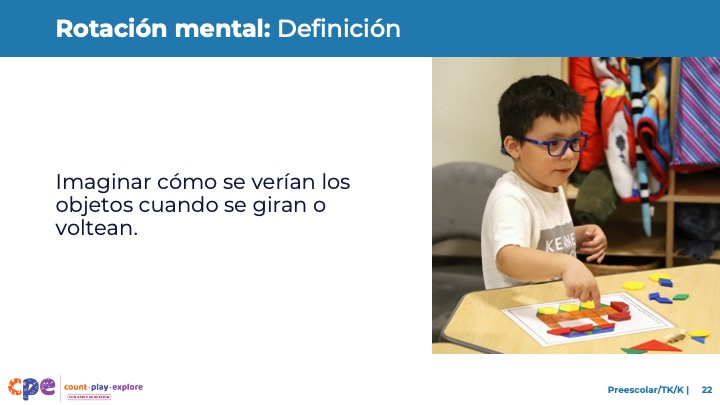 Rotación mental: Definición
Imaginar cómo se verían los
objetos cuando se giran o
voltean.
cpe
count·play·explore
Preescolar/TK/K | 22